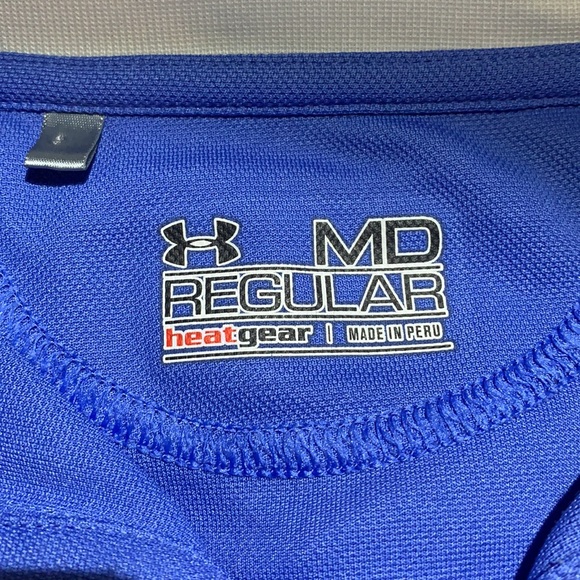 MD
REGULAR
heatgear | MADE IN PERU